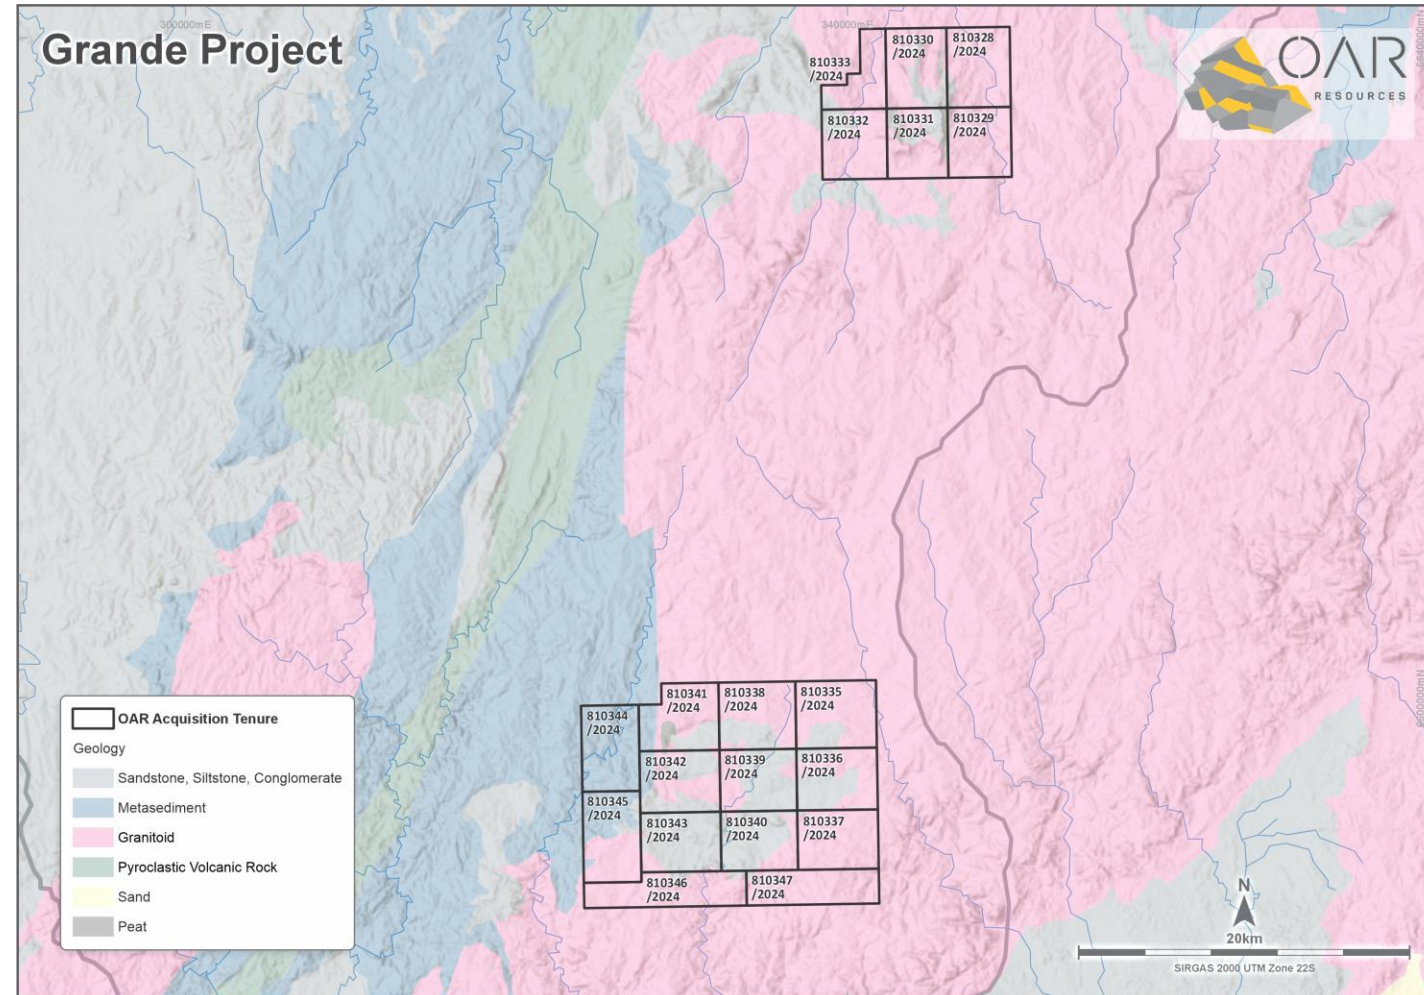 300000mE
340000mE
6640000mN
Grande Project
OAR
RESOURCES
810333
/2024
810330
/2024
810328
/2024
810332
/2024
810331
/2024
810329
/2024
810344
/2024
810341
/2024
810338
/2024
810335
/2024
810342
/2024
810339
/2024
810336
/2024
810345
/2024
810343
/2024
810340
/2024
810337
/2024
810346
/2024
810347
/2024
OAR Acquisition Tenure
Geology
Sandstone, Siltstone, Conglomerate
Metasediment
Granitoid
Pyroclastic Volcanic Rock
Sand
Peat
N
20km
SIRGAS 2000 UTM Zone 22S